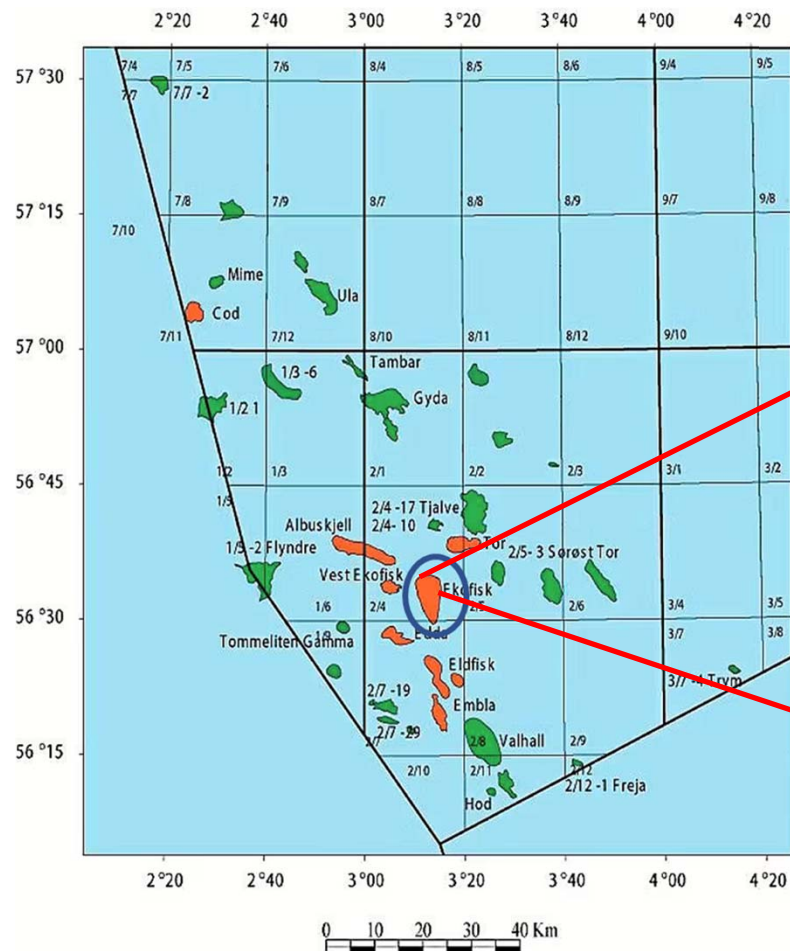 2°20 2°40 3°00 3°20 3°40 4°00 4°20
57°30
7/4 7/5 7/6 8/4 8/5 8/6 9/4 9/5
7/7 7/7 -2
57°15
7/8 7/9 8/7 8/8 8/9 9/7 9/8
7/10
Mime
Ula
Cod
57°00
7/11 7/12 8/10 8/11 8/12 9/10
Tambar
1/3 -6
Gyda
1/2 1
56°45
1/2 1/3 2/1 2/2 2/3 3/1 3/2
2/4 -17 Tjalve
Albuskjell 2/4- 10
Tor
1/5 -2 Flyndre
2/5- 3 Sørøst Tor
Vest Ekofisk
Ekofisk
56°30
1/6 2/4 2/5 2/6 3/4 3/5
1/9 Edda 3/7 3/8
Tommeliten Gamma
Eldfisk
3/7 -4 Trym
2/7 -19
Embla
2/7 -29
56°15
2/7 2/8 Valhall 2/9
2/10 2/11 2/12
2/12 -1 Freja
Hod
2°20 2°40 3°00 3°20 3°40 4°00 4°20
0 10 20 30 40 Km